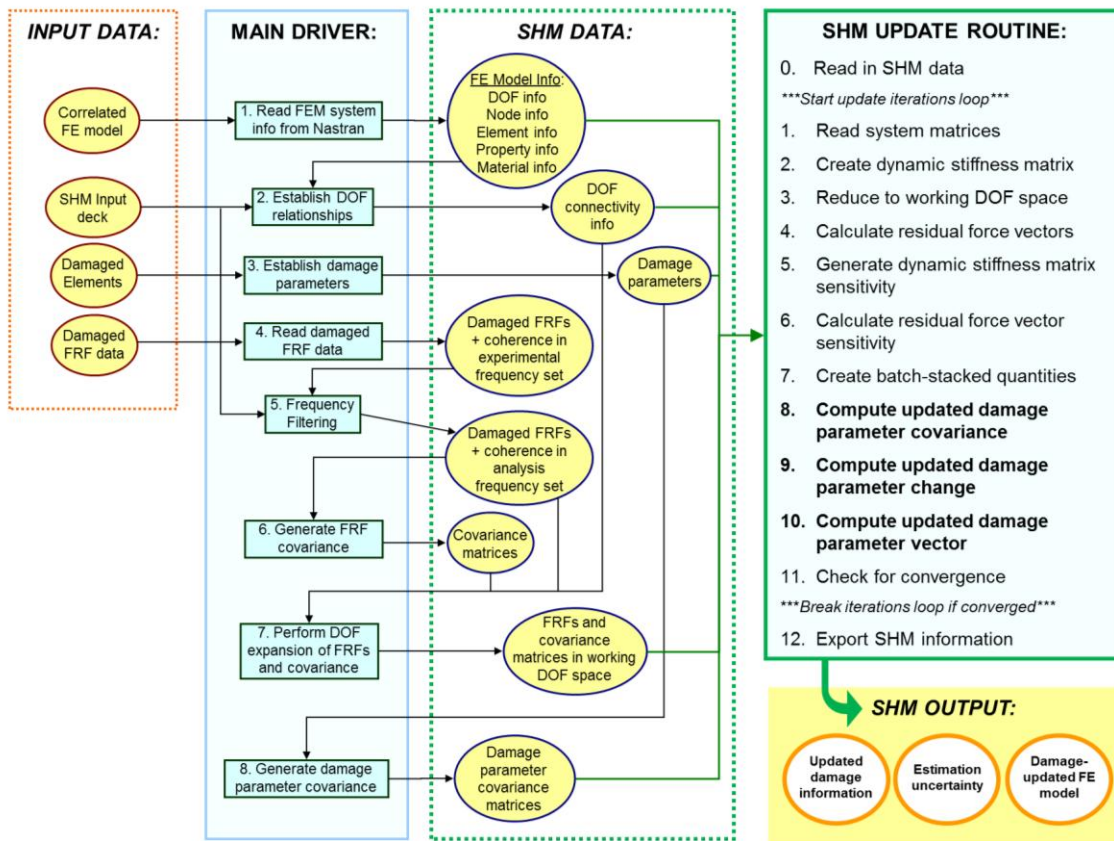 INPUT DATA:
Correlated
FE model
SHM Input
deck
Damaged
Elements
Damaged
FRF data
MAIN DRIVER:
1. Read FEM system
info from Nastran
2. Establish DOF
relationships
3. Establish damage
parameters
4. Read damaged
FRF data
5. Frequency
Filtering
6. Generate FRF
covariance
7. Perform DOF
expansion of FRFs
and covariance
8. Generate damage
parameter covariance
SHM DATA:
FE Model Info:
DOF info
Node info
Element info
Property info
Material info
DOF
connectivity
info
Damage
parameters
Damaged FRFs
+ coherence in
experimental
frequency set
Damaged FRFs
+ coherence in
analysis
frequency set
Covariance
matrices
FRFs and
covariance
matrices in
working
DOF space
Damage
parameter
covariance
matrices
SHM UPDATE ROUTINE:
0. Read in SHM data
***Start update iterations loop***
1. Read system matrices
2. Create dynamic stiffness matrix
3. Reduce to working DOF space
4. Calculate residual force vectors
5. Generate dynamic stiffness matrix
sensitivity
6. Calculate residual force vector
sensitivity
7. Create batch-stacked quantities
8. Compute updated damage
parameter covariance
9. Compute updated damage
parameter change
10. Compute updated damage
parameter vector
11. Check for convergence
***Break iterations loop if converged***
12. Export SHM information
SHM OUTPUT:
Updated
damage
information
Estimation
uncertainty
Damage-
updated FE
model